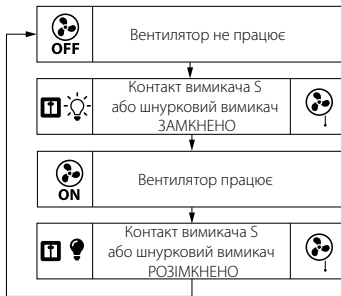 OFF
Вентилятор не працює
Контакт вимикача S
або шнурковий вимикач
ЗАМКНЕНО
ON
Вентилятор працює
Контакт вимикача S
або шнурковий вимикач
РОЗІМКНЕНО